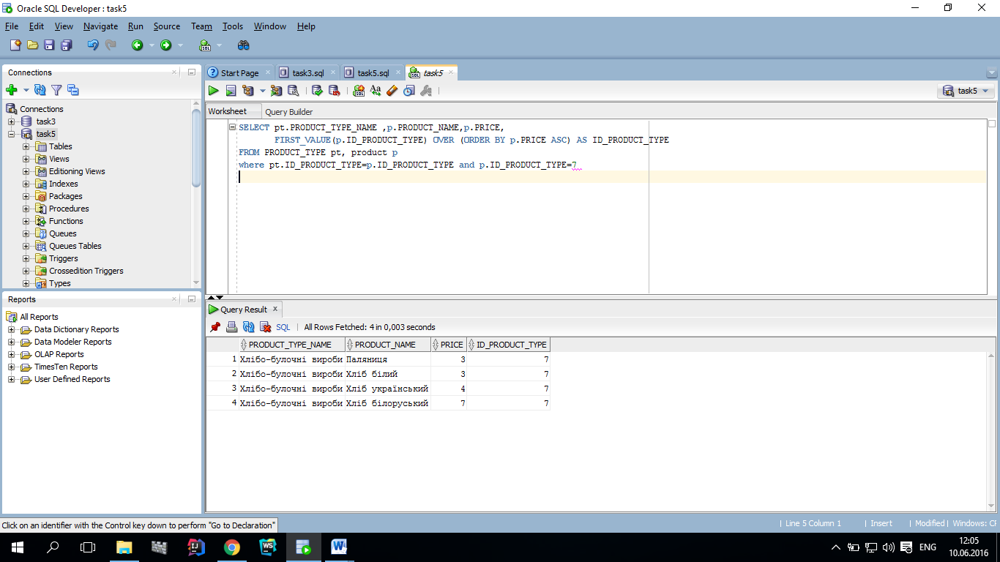 Oracle SQL Developer : task5
File Edit View Navigate Run Source Team Tools Window Help
Connections
Start Page task3.sql task5.sql task5
task5
Connections
task3
task5
Tables
Views
Editioning Views
Indexes
Packages
Procedures
Functions
Queues
Queues Tables
Triggers
Crossedition Triggers
Types
Worksheet Query Builder
SELECT pt.PRODUCT_TYPE_NAME ,p.PRODUCT_NAME,p.PRICE,
FIRST_VALUE(p.ID_PRODUCT_TYPE) OVER (ORDER BY p.PRICE ASC) AS ID_PRODUCT_TYPE
FROM PRODUCT_TYPE pt, product p
where pt.ID_PRODUCT_TYPE=p.ID_PRODUCT_TYPE and p.ID_PRODUCT_TYPE=7
Reports
All Reports
Data Dictionary Reports
Data Modeler Reports
OLAP Reports
TimesTen Reports
User Defined Reports
Query Result
SQL | All Rows Fetched: 4 in 0,003 seconds
PRODUCT_TYPE_NAME PRODUCT_NAME PRICE ID_PRODUCT_TYPE
1 Хлібо-булочні вироби Паляниця 3 7
2 Хлібо-булочні вироби Хліб білий 3 7
3 Хлібо-булочні вироби Хліб український 4 7
4 Хлібо-булочні вироби Хліб білоруський 7 7
Click on an identifier with the Control key down to perform "Go to Declaration"
| Line 5 Column 1 | Insert | Modified | Windows:
ENG
12:05
10.06.2016